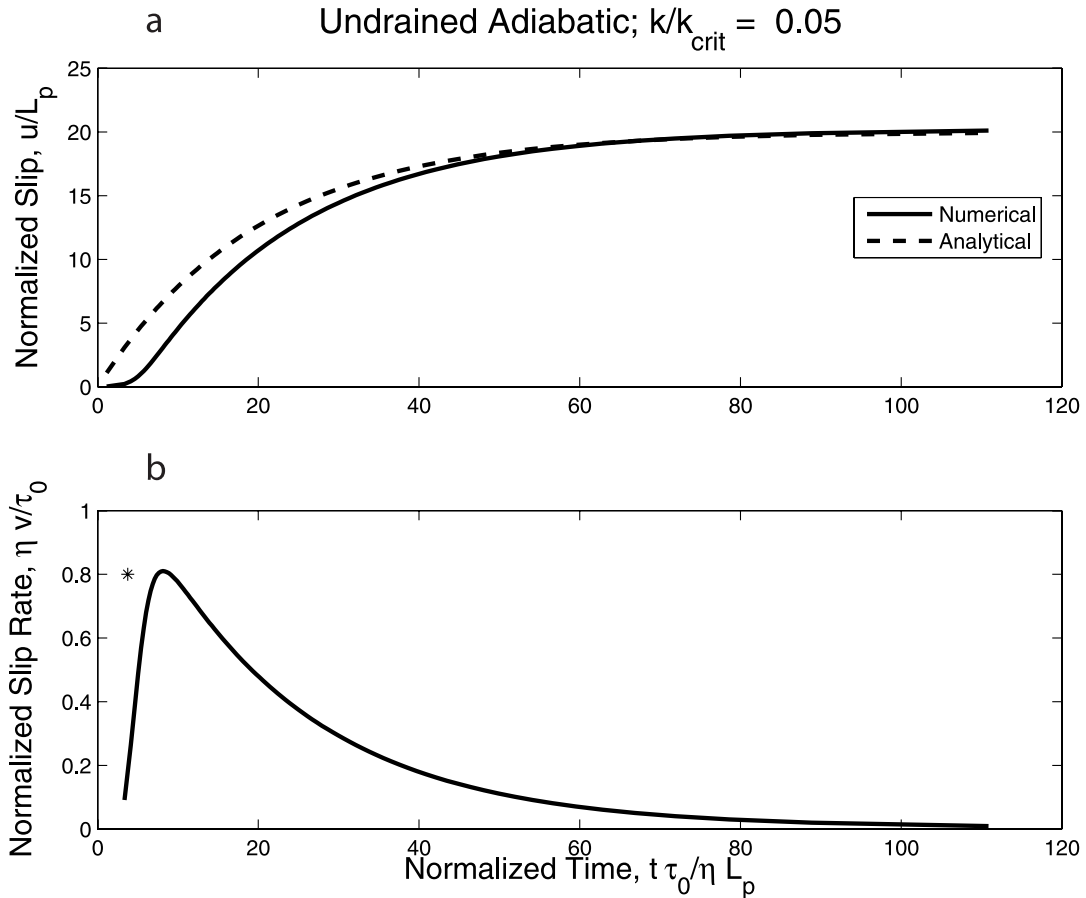 a
Undrained Adiabatic; k/k_crit = 0.05
25
20
15
10
5
0
Normalized Slip, u/L_p
Numerical
Analytical
0 20 40 60 80 100 120
b
*
1
0.8
0.6
0.4
0.2
0
Normalized Slip Rate, η v/τ_0
0 20 40 60 80 100 120
Normalized Time, t τ_0/η L_p